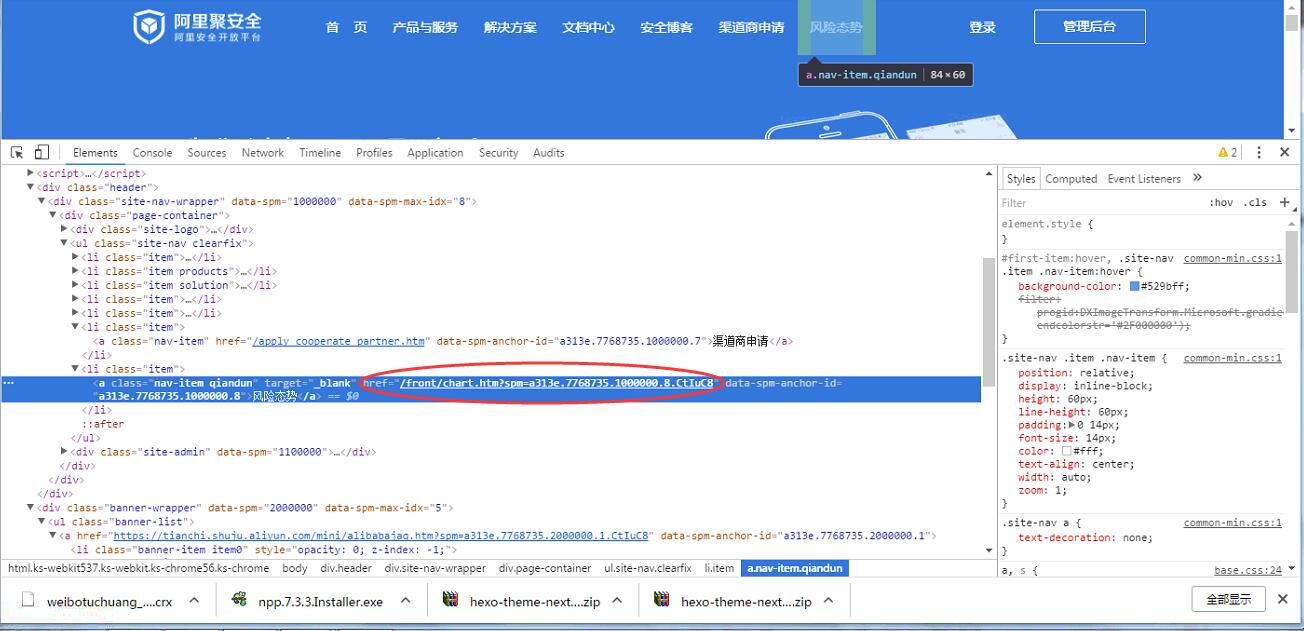 阿里聚安全
阿里安全开放平台
首 页 产品与服务 解决方案 文档中心 安全博客 渠道商申请 风险态势 登录 管理后台
a.nav-item.qiandun 84×60
Elements Console Sources Network Timeline Profiles Application Security Audits 2
<script>…</script>
<div class="header">
<div class="site-nav-wrapper" data-spm="1000000" data-spm-max-idx="8">
<div class="page-container">
<div class="site-logo">…</div>
<ul class="site-nav clearfix">
<li class="item">…</li>
<li class="item products">…</li>
<li class="item solution">…</li>
<li class="item">…</li>
<li class="item">…</li>
<li class="item">
<a class="nav-item" href="/apply_cooperate_partner.htm" data-spm-anchor-id="a313e.7768735.1000000.7">渠道商申请</a>
</li>
<li class="item">
<a class="nav-item qiandun" target="_blank" href="/front/chart.htm?spm=a313e.7768735.1000000.8.CtIuC8" data-spm-anchor-id=
"a313e.7768735.1000000.8">风险态势</a> == $0
</li>
::after
</ul>
<div class="site-admin" data-spm="1100000">…</div>
</div>
</div>
</div>
<div class="banner-wrapper" data-spm="2000000" data-spm-max-idx="5">
<ul class="banner-list">
<a href="https://tianchi.shuju.aliyun.com/mini/alibabajaq.htm?spm=a313e.7768735.2000000.1.CtIuC8" data-spm-anchor-id="a313e.7768735.2000000.1">
<li class="banner-item item0" style="opacity: 0; z-index: -1;">
html.ks-webkit537.ks-webkit.ks-chrome56.ks-chrome body div.header div.site-nav-wrapper div.page-container ul.site-nav.clearfix li.item a.nav-item.qiandun
Styles Computed Event Listeners »
Filter :hov .cls +
element.style {
}
#first-item:hover, .site-nav common-min.css:1
.item .nav-item:hover {
background-color: #529bff;
filter:
progid:DXImageTransform.Microsoft.gradie
endcolorstr='#2F000000');
}
.site-nav .item .nav-item { common-min.css:1
position: relative;
display: inline-block;
height: 60px;
line-height: 60px;
padding: 0 14px;
font-size: 14px;
color: #fff;
text-align: center;
width: auto;
zoom: 1;
}
.site-nav a { common-min.css:1
text-decoration: none;
}
a, s { base.css:24
weibotuchuang_....crx npp.7.3.3.Installer.exe hexo-theme-next....zip hexo-theme-next....zip 全部显示